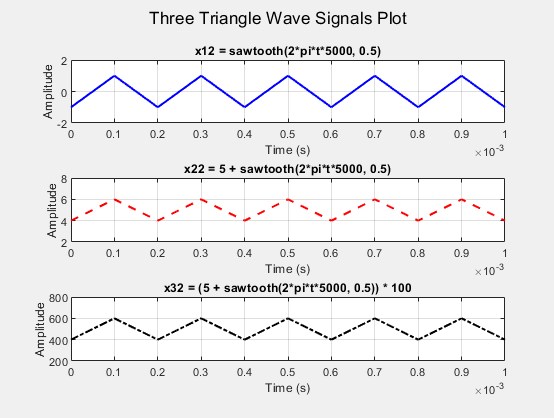 Three Triangle Wave Signals Plot
x12 = sawtooth(2*pi*t*5000, 0.5)
2
0
-2
Amplitude
0 0.1 0.2 0.3 0.4 0.5 0.6 0.7 0.8 0.9 1
Time (s)
×10⁻³
x22 = 5 + sawtooth(2*pi*t*5000, 0.5)
8
6
4
2
Amplitude
0 0.1 0.2 0.3 0.4 0.5 0.6 0.7 0.8 0.9 1
Time (s)
×10⁻³
x32 = (5 + sawtooth(2*pi*t*5000, 0.5)) * 100
800
600
400
200
Amplitude
0 0.1 0.2 0.3 0.4 0.5 0.6 0.7 0.8 0.9 1
Time (s)
×10⁻³